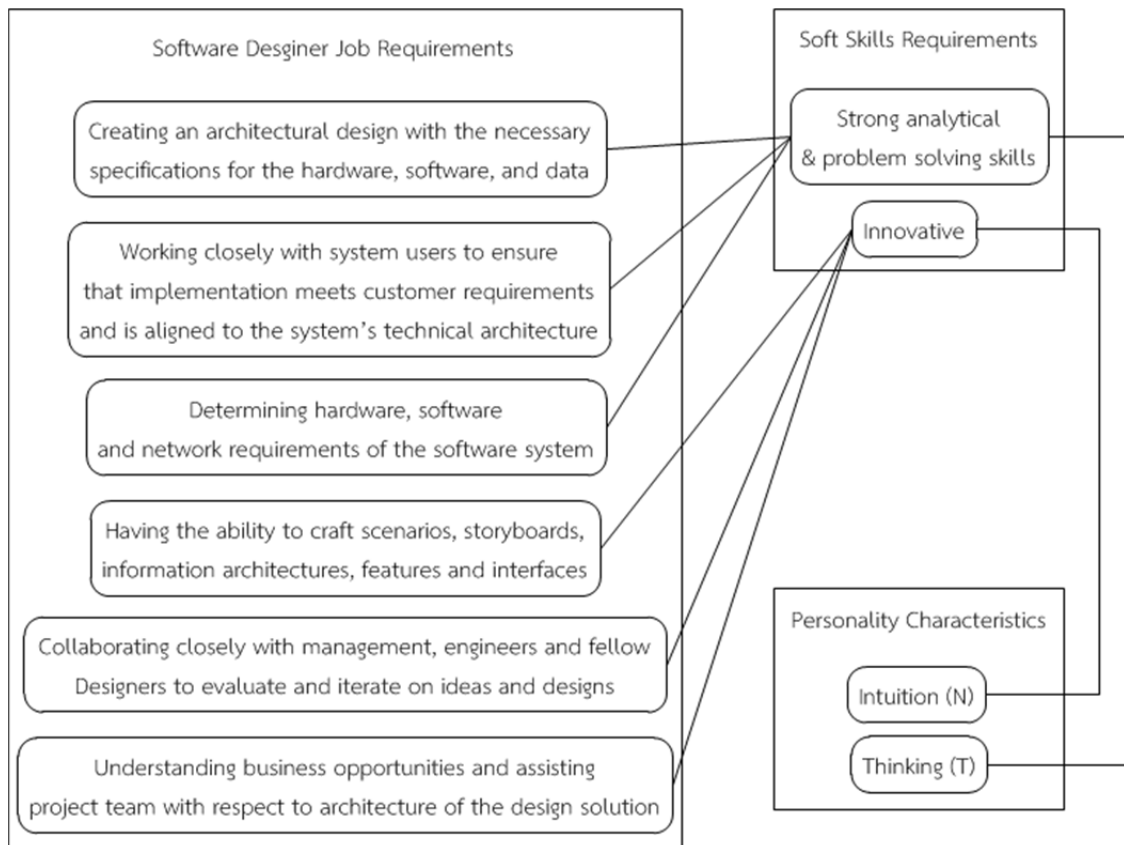 Software Desginer Job Requirements
Creating an architectural design with the necessary
specifications for the hardware, software, and data
Working closely with system users to ensure
that implementation meets customer requirements
and is aligned to the system's technical architecture
Determining hardware, software
and network requirements of the software system
Having the ability to craft scenarios, storyboards,
information architectures, features and interfaces
Collaborating closely with management, engineers and fellow
Designers to evaluate and iterate on ideas and designs
Understanding business opportunities and assisting
project team with respect to architecture of the design solution
Soft Skills Requirements
Strong analytical
& problem solving skills
Innovative
Personality Characteristics
Intuition (N)
Thinking (T)